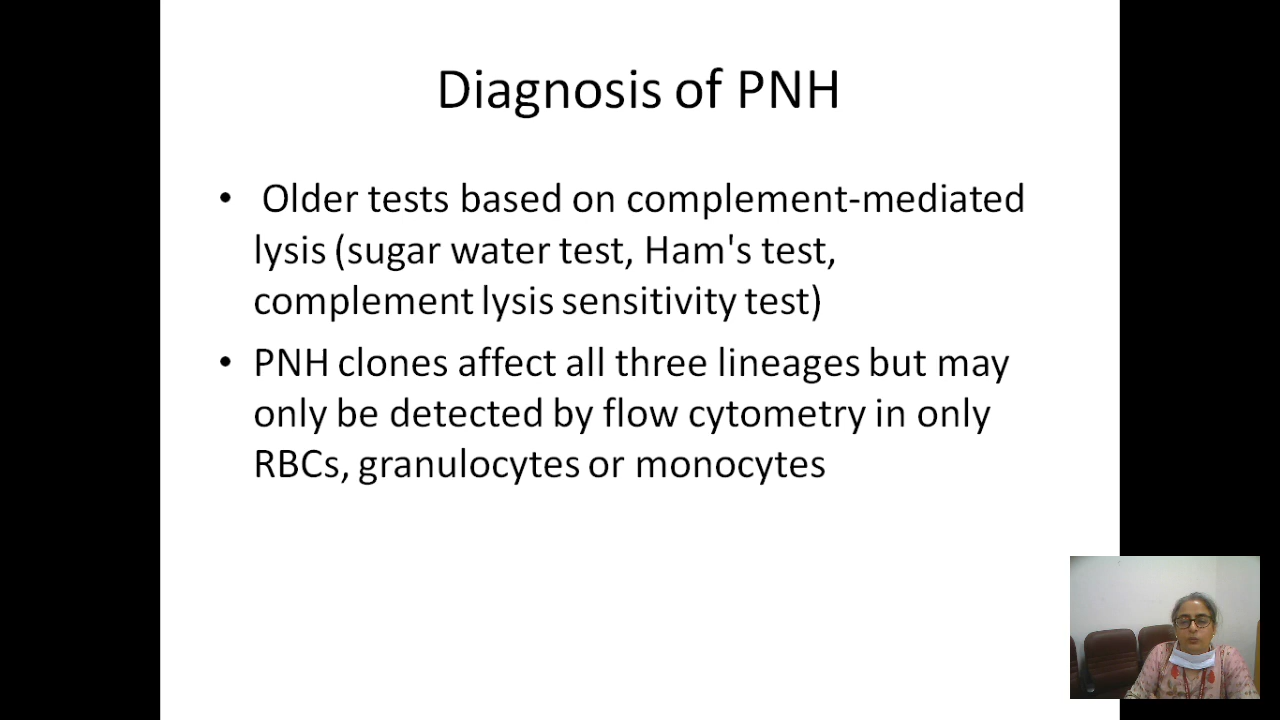 Diagnosis of PNH
• Older tests based on complement-mediated
lysis (sugar water test, Ham's test,
complement lysis sensitivity test)
• PNH clones affect all three lineages but may
only be detected by flow cytometry in only
RBCs, granulocytes or monocytes